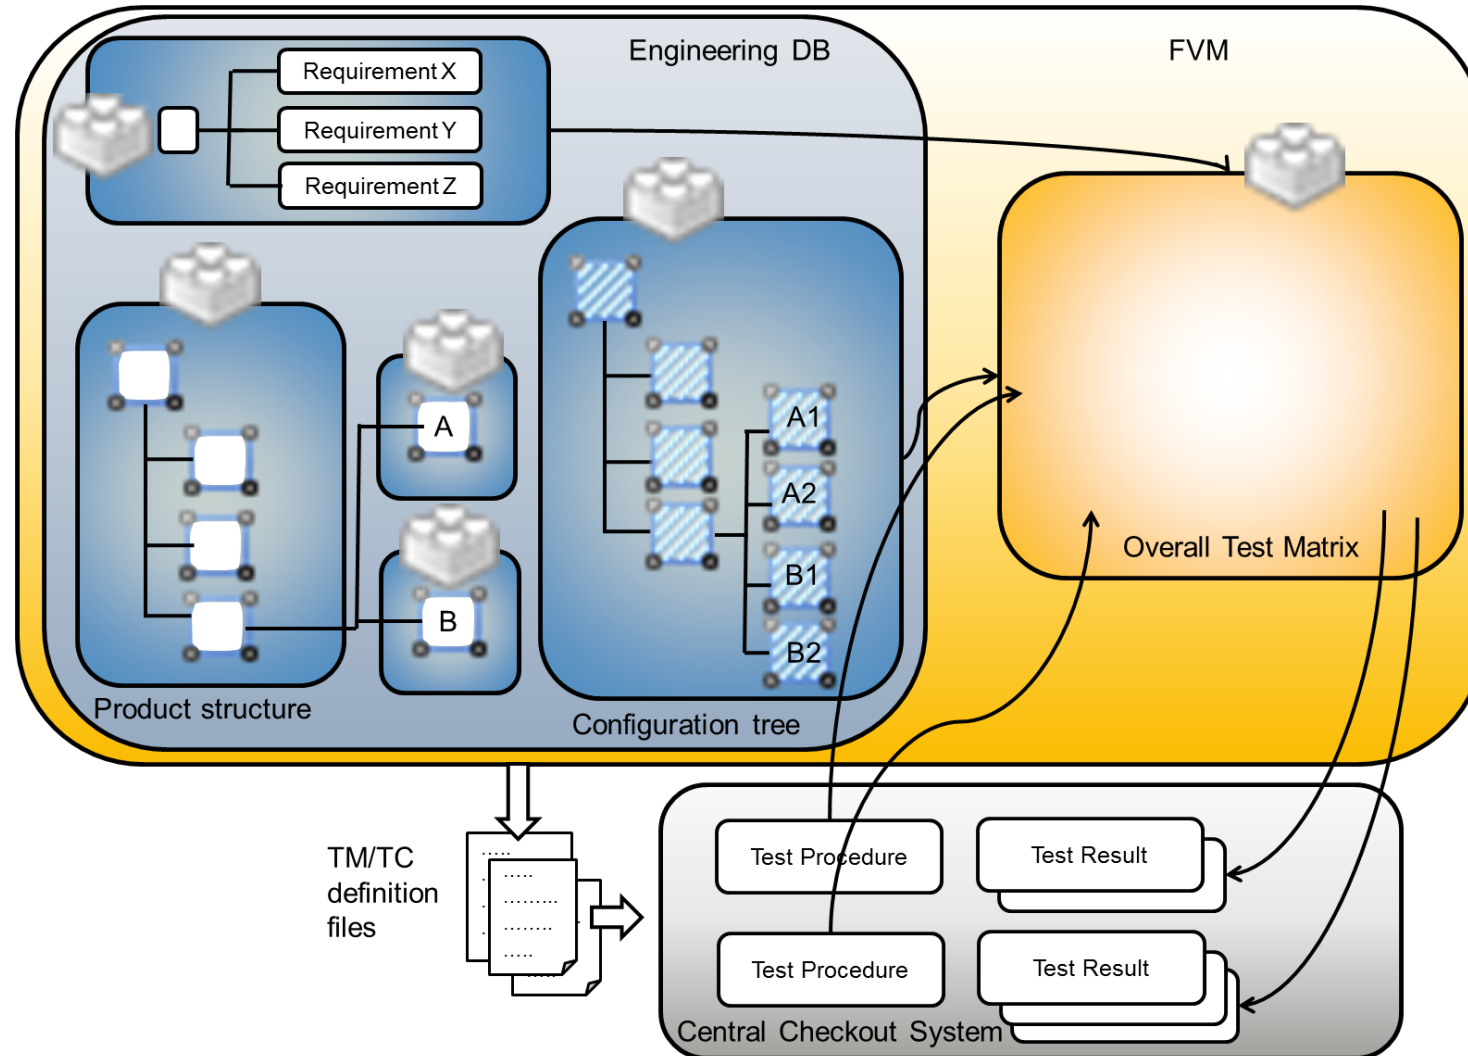 Engineering DB
FVM
Requirement X
Requirement Y
Requirement Z
A
B
A1
A2
B1
B2
Product structure
Configuration tree
Overall Test Matrix
TM/TC
definition
files
.....
.....
.........
........
.....
Test Procedure
Test Result
Test Procedure
Test Result
Central Checkout System